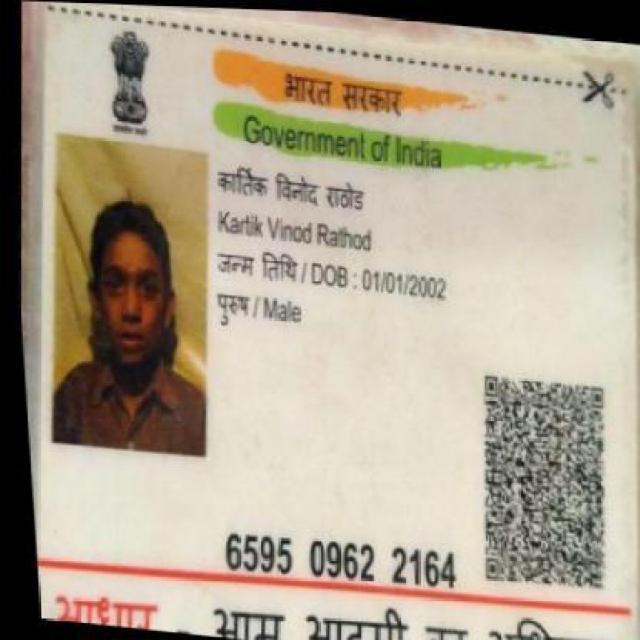 भारत सरकार
Government of India
कार्तिक विनोद राठोड
Kartik Vinod Rathod
जन्म तिथि / DOB : 01/01/2002
पुरुष / Male
6595 0962 2164
आधार - आम आदमी का